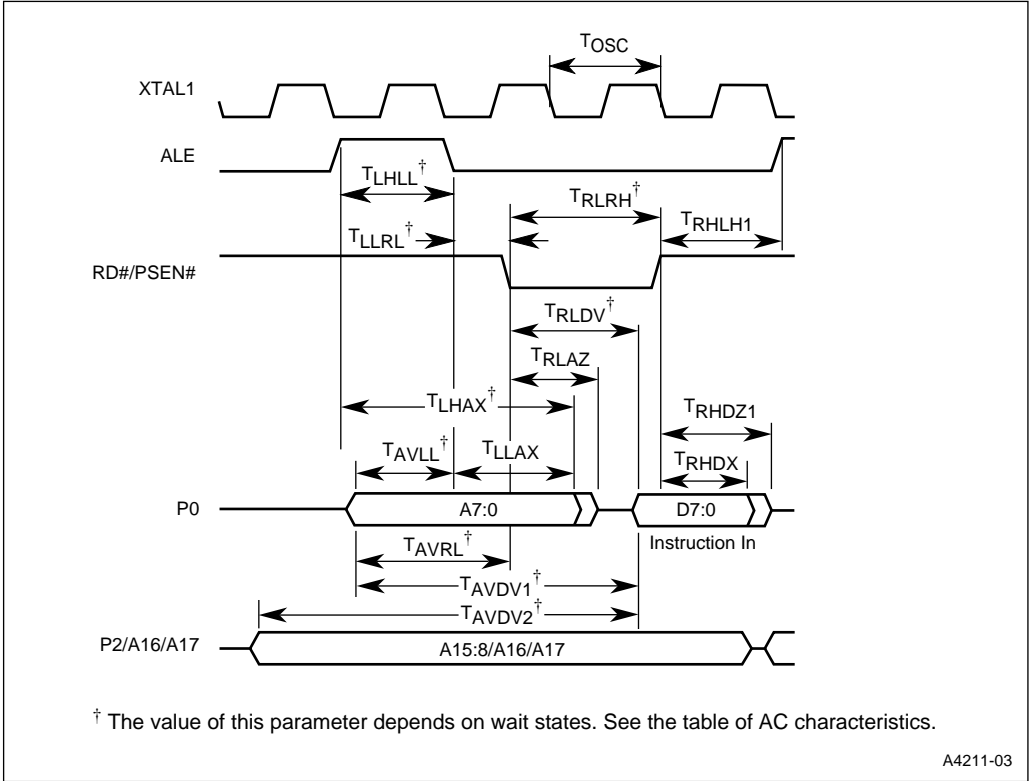 TOSC
XTAL1
ALE
TLHLL†
TRLRH†
TRHLH1
TLLRL†
RD#/PSEN#
TRLDV†
TRLAZ
TLHAX†
TRHDZ1
TAVLL†
TLLAX
TRHDX
P0
A7:0
D7:0
Instruction In
TAVRL†
TAVDV1†
TAVDV2†
P2/A16/A17
A15:8/A16/A17
† The value of this parameter depends on wait states. See the table of AC characteristics.
A4211-03